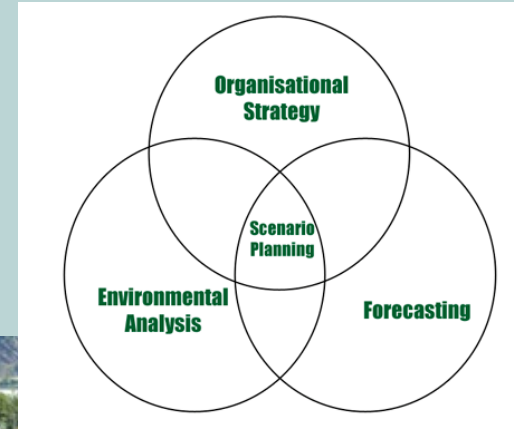 Organisational
Strategy
Scenario
Planning
Environmental
Analysis
Forecasting